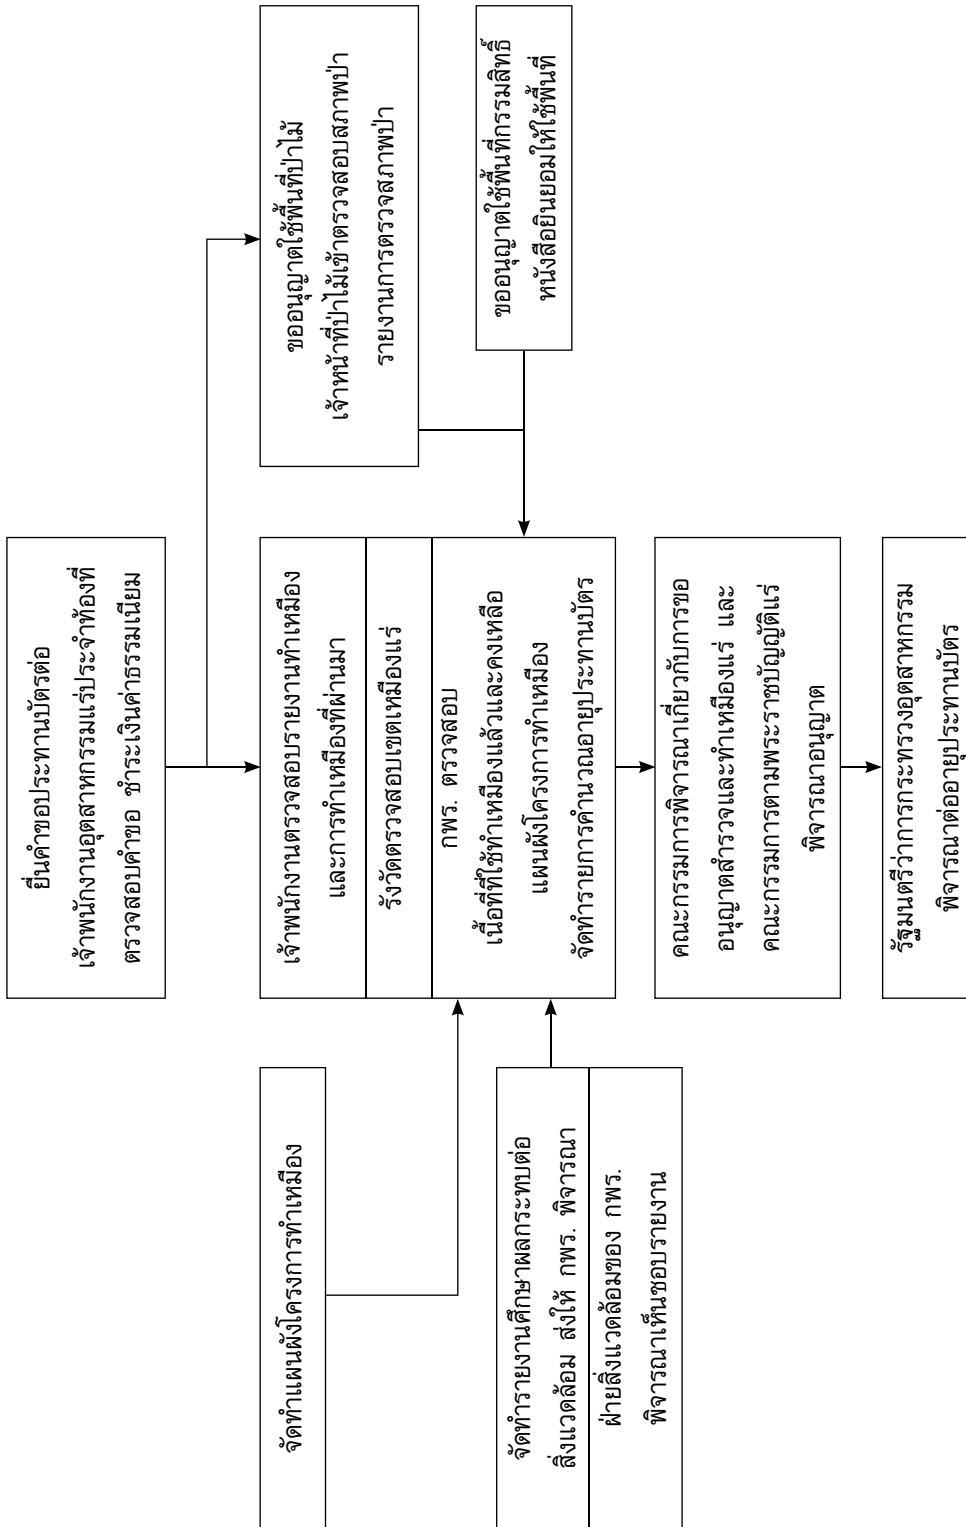 ยื่นคำขอประทานบัตรต่อ
เจ้าพนักงานอุตสาหกรรมแร่ประจำท้องที่
ตรวจสอบคำขอ ชำระเงินค่าธรรมเนียม
ขออนุญาตใช้พื้นที่ป่าไม้
เจ้าหน้าที่ป่าไม้เข้าตรวจสอบสภาพป่า
รายงานการตรวจสภาพป่า
ขออนุญาตใช้พื้นที่กรรมสิทธิ์
หนังสือยินยอมให้ใช้พื้นที่
เจ้าพนักงานตรวจสอบรายงานทำเหมือง
และการทำเหมืองที่ผ่านมา
รังวัดตรวจสอบเขตเหมืองแร่
กพร. ตรวจสอบ
เนื้อที่ที่ใช้ทำเหมืองแล้วและคงเหลือ
แผนผังโครงการทำเหมือง
จัดทำรายการคำนวณอายุประทานบัตร
จัดทำแผนผังโครงการทำเหมือง
จัดทำรายงานศึกษาผลกระทบต่อ
สิ่งแวดล้อม ส่งให้ กพร. พิจารณา
ฝ่ายสิ่งแวดล้อมของ กพร.
พิจารณาเห็นชอบรายงาน
คณะกรรมการพิจารณาเกี่ยวกับการขอ
อนุญาตสำรวจและทำเหมืองแร่ และ
คณะกรรมการตามพระราชบัญญัติแร่
พิจารณาอนุญาต
รัฐมนตรีว่าการกระทรวงอุตสาหกรรม
พิจารณาต่ออายุประทานบัตร